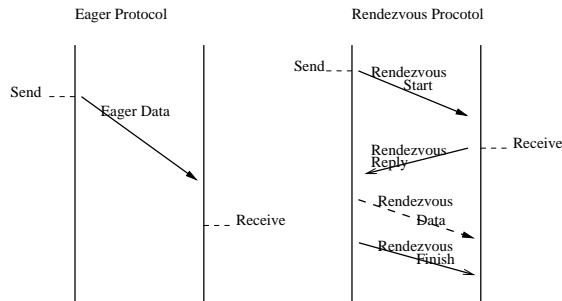 Eager Protocol
Send
Eager Data
Receive
Rendezvous Procotol
Send
Rendezvous
Start
Receive
Rendezvous
Reply
Rendezvous
Data
Rendezvous
Finish